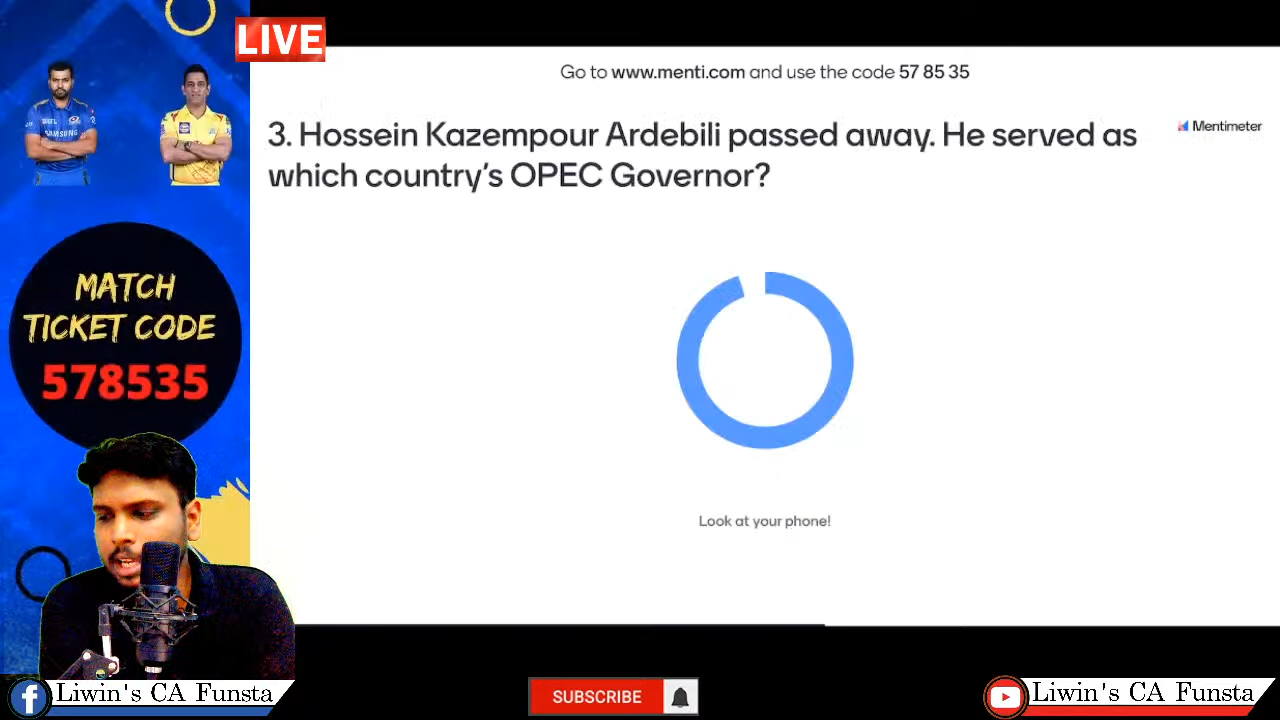 LIVE
Go to www.menti.com and use the code 57 85 35
Mentimeter
3. Hossein Kazempour Ardebili passed away. He served as
which country's OPEC Governor?
SAMSUNG
MATCH
TICKET CODE
578535
Look at your phone!
Liwin's CA Funsta
SUBSCRIBE
Liwin's CA Funsta